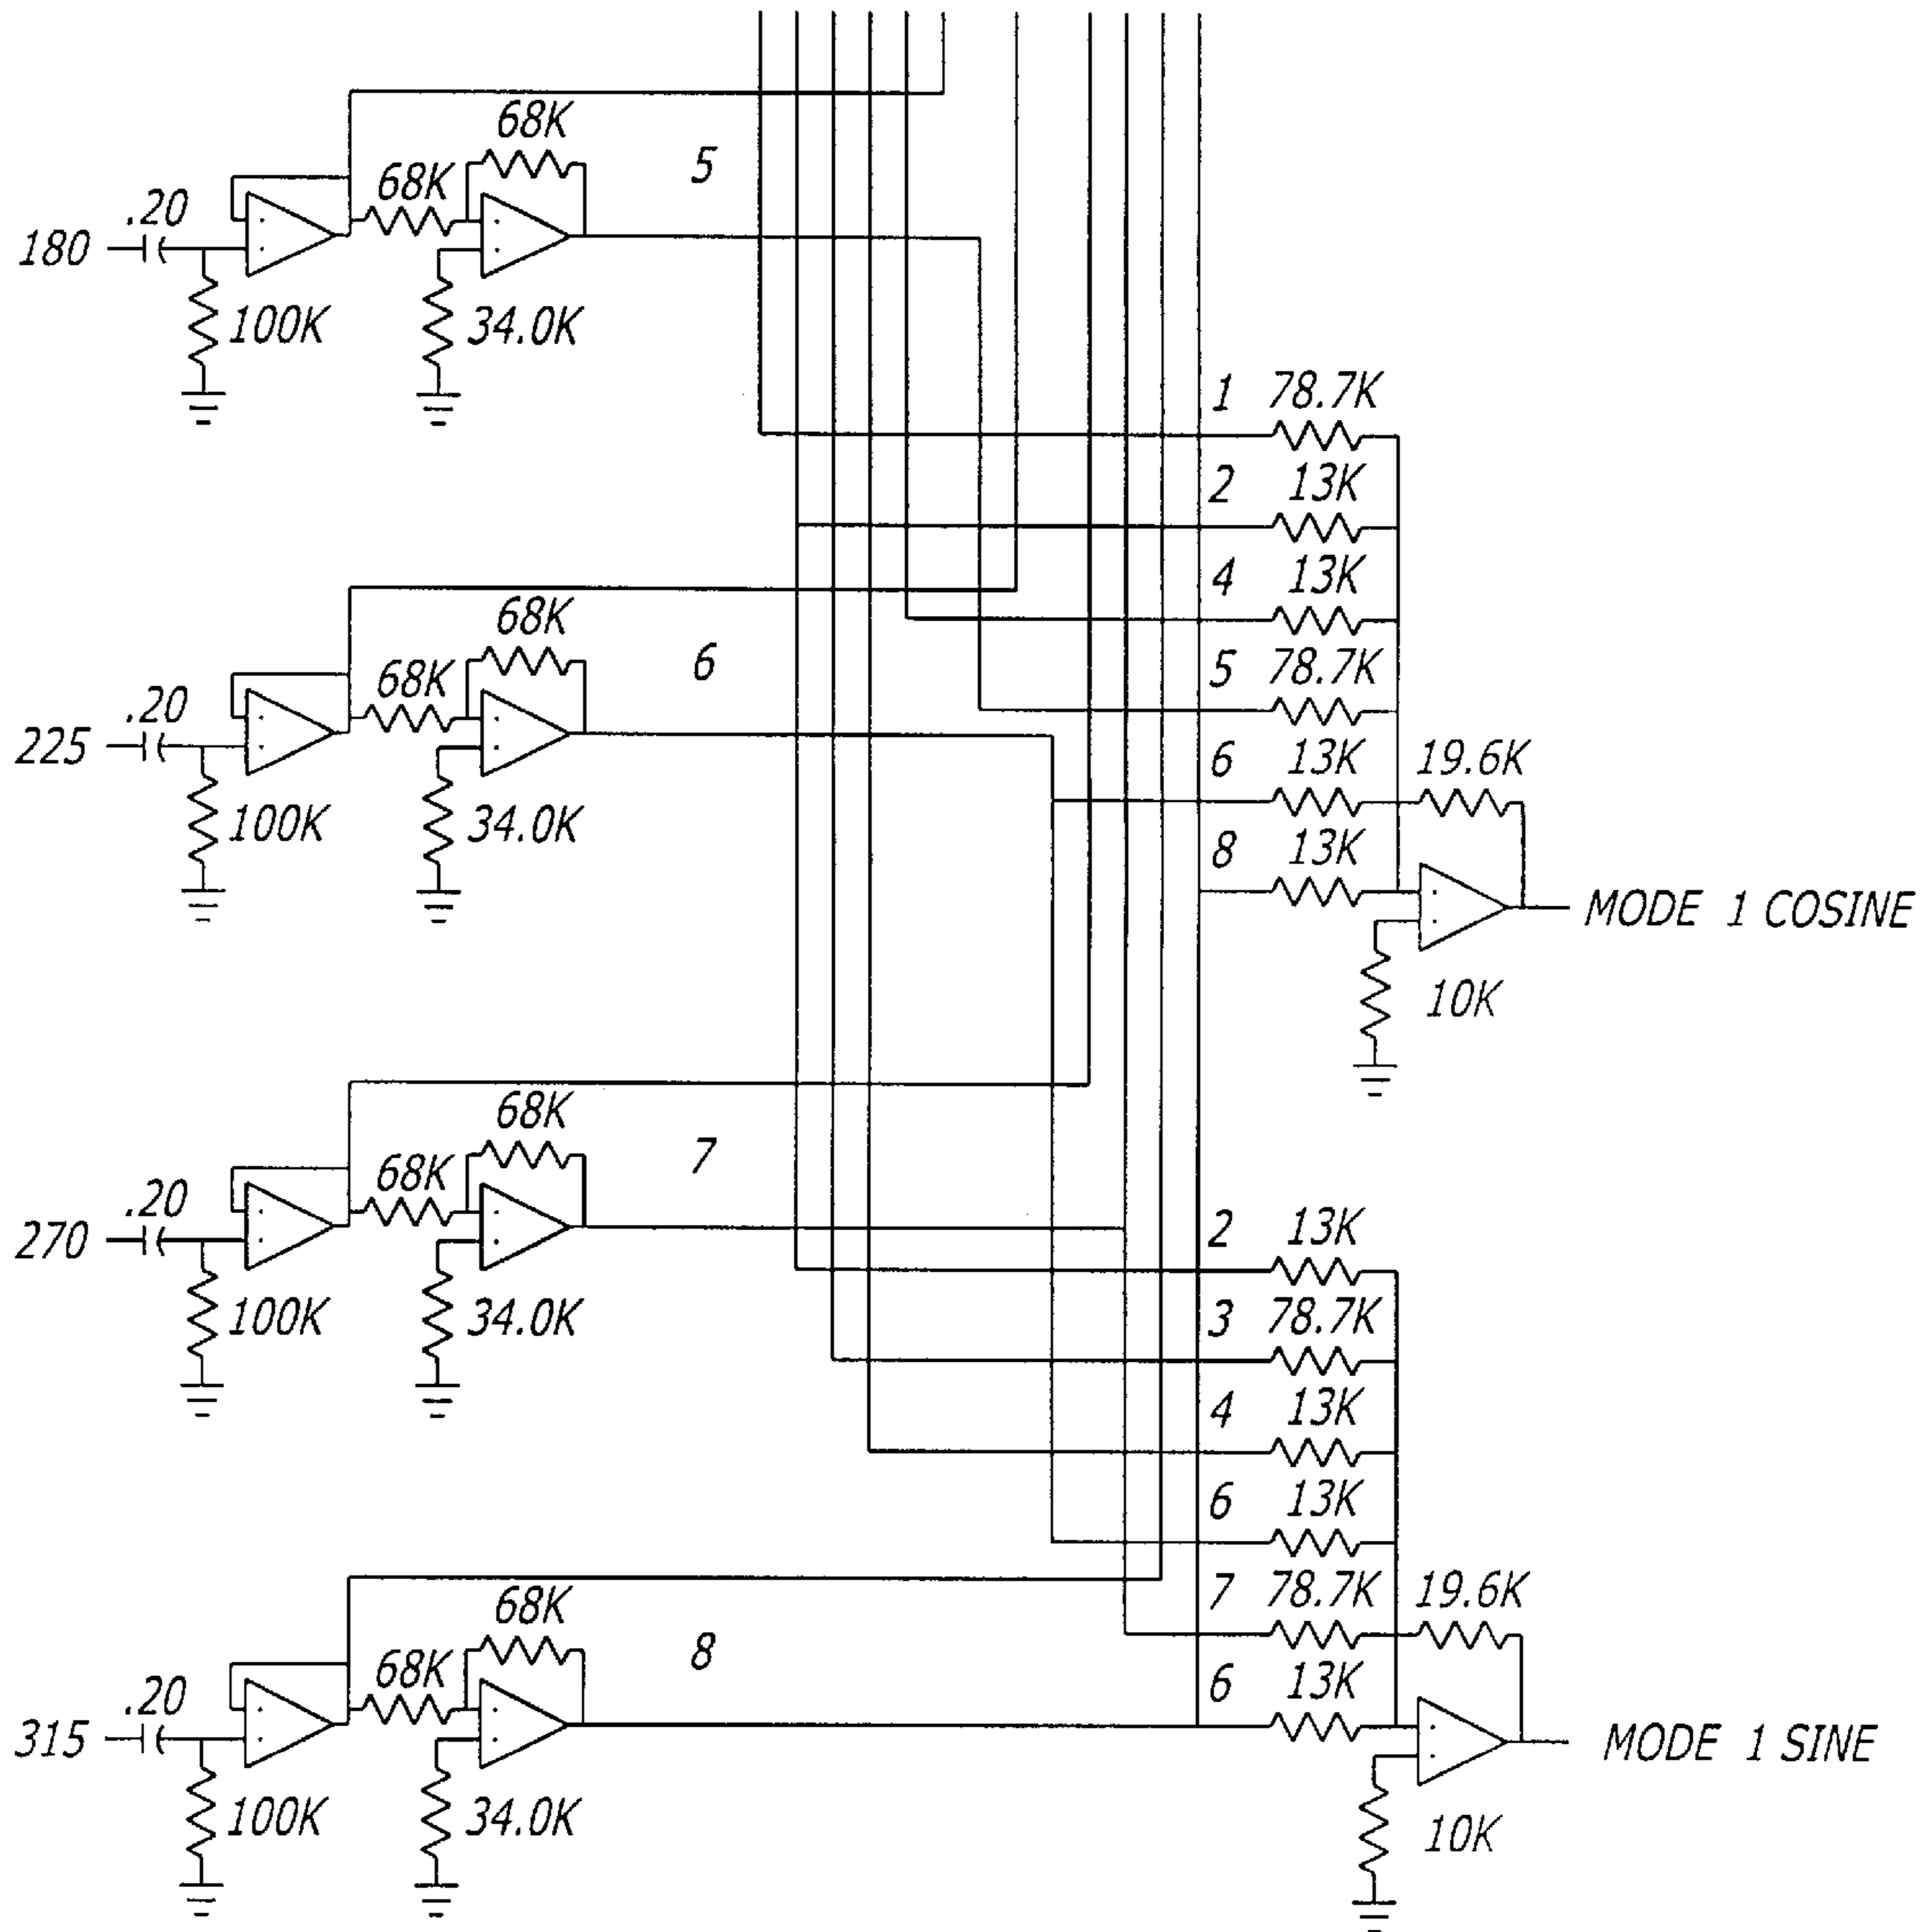 68K
5
68K
.20
180
100K
34.0K
1 78.7K
2 13K
4 13K
68K
5 78.7K
6
68K
.20
225
6 13K 19.6K
100K
34.0K
8 13K
MODE 1 COSINE
10K
68K
7
68K
.20
270
2 13K
100K
34.0K
3 78.7K
4 13K
6 13K
68K
7 78.7K 19.6K
8
68K
6 13K
.20
315
MODE 1 SINE
100K
34.0K
10K